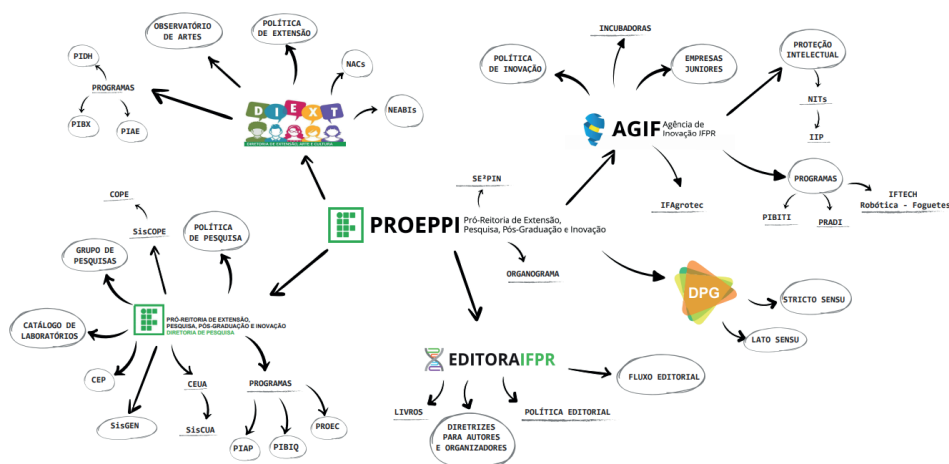 OBSERVATÓRIO
DE ARTES
POLÍTICA
DE EXTENSÃO
NACs
NEABIs
PIDH
PROGRAMAS
PIBX
PIAE
DIEXT
DIRETORIA DE EXTENSÃO, ARTE E CULTURA
INCUBADORAS
POLÍTICA
DE INOVAÇÃO
EMPRESAS
JUNIORES
PROTEÇÃO
INTELECTUAL
NITs
IIP
AGIF
Agência de
Inovação IFPR
PROGRAMAS
IFTECH
Robótica - Foguetes
PIBITI
PRADI
IFAgrotec
SE²PIN
PROEPPI
Pró-Reitoria de Extensão,
Pesquisa, Pós-Graduação e Inovação
ORGANOGRAMA
COPE
SisCOPE
POLÍTICA
DE PESQUISA
GRUPO DE
PESQUISAS
CATÁLOGO DE
LABORATÓRIOS
PRÓ-REITORIA DE EXTENSÃO,
PESQUISA, PÓS-GRADUAÇÃO E INOVAÇÃO
DIRETORIA DE PESQUISA
CEP
SisGEN
CEUA
SisCUA
PROGRAMAS
PIAP
PIBIQ
PROEC
DPG
STRICTO SENSU
LATO SENSU
EDITORAIFPR
FLUXO EDITORIAL
LIVROS
DIRETRIZES
PARA AUTORES
E ORGANIZADORES
POLÍTICA EDITORIAL